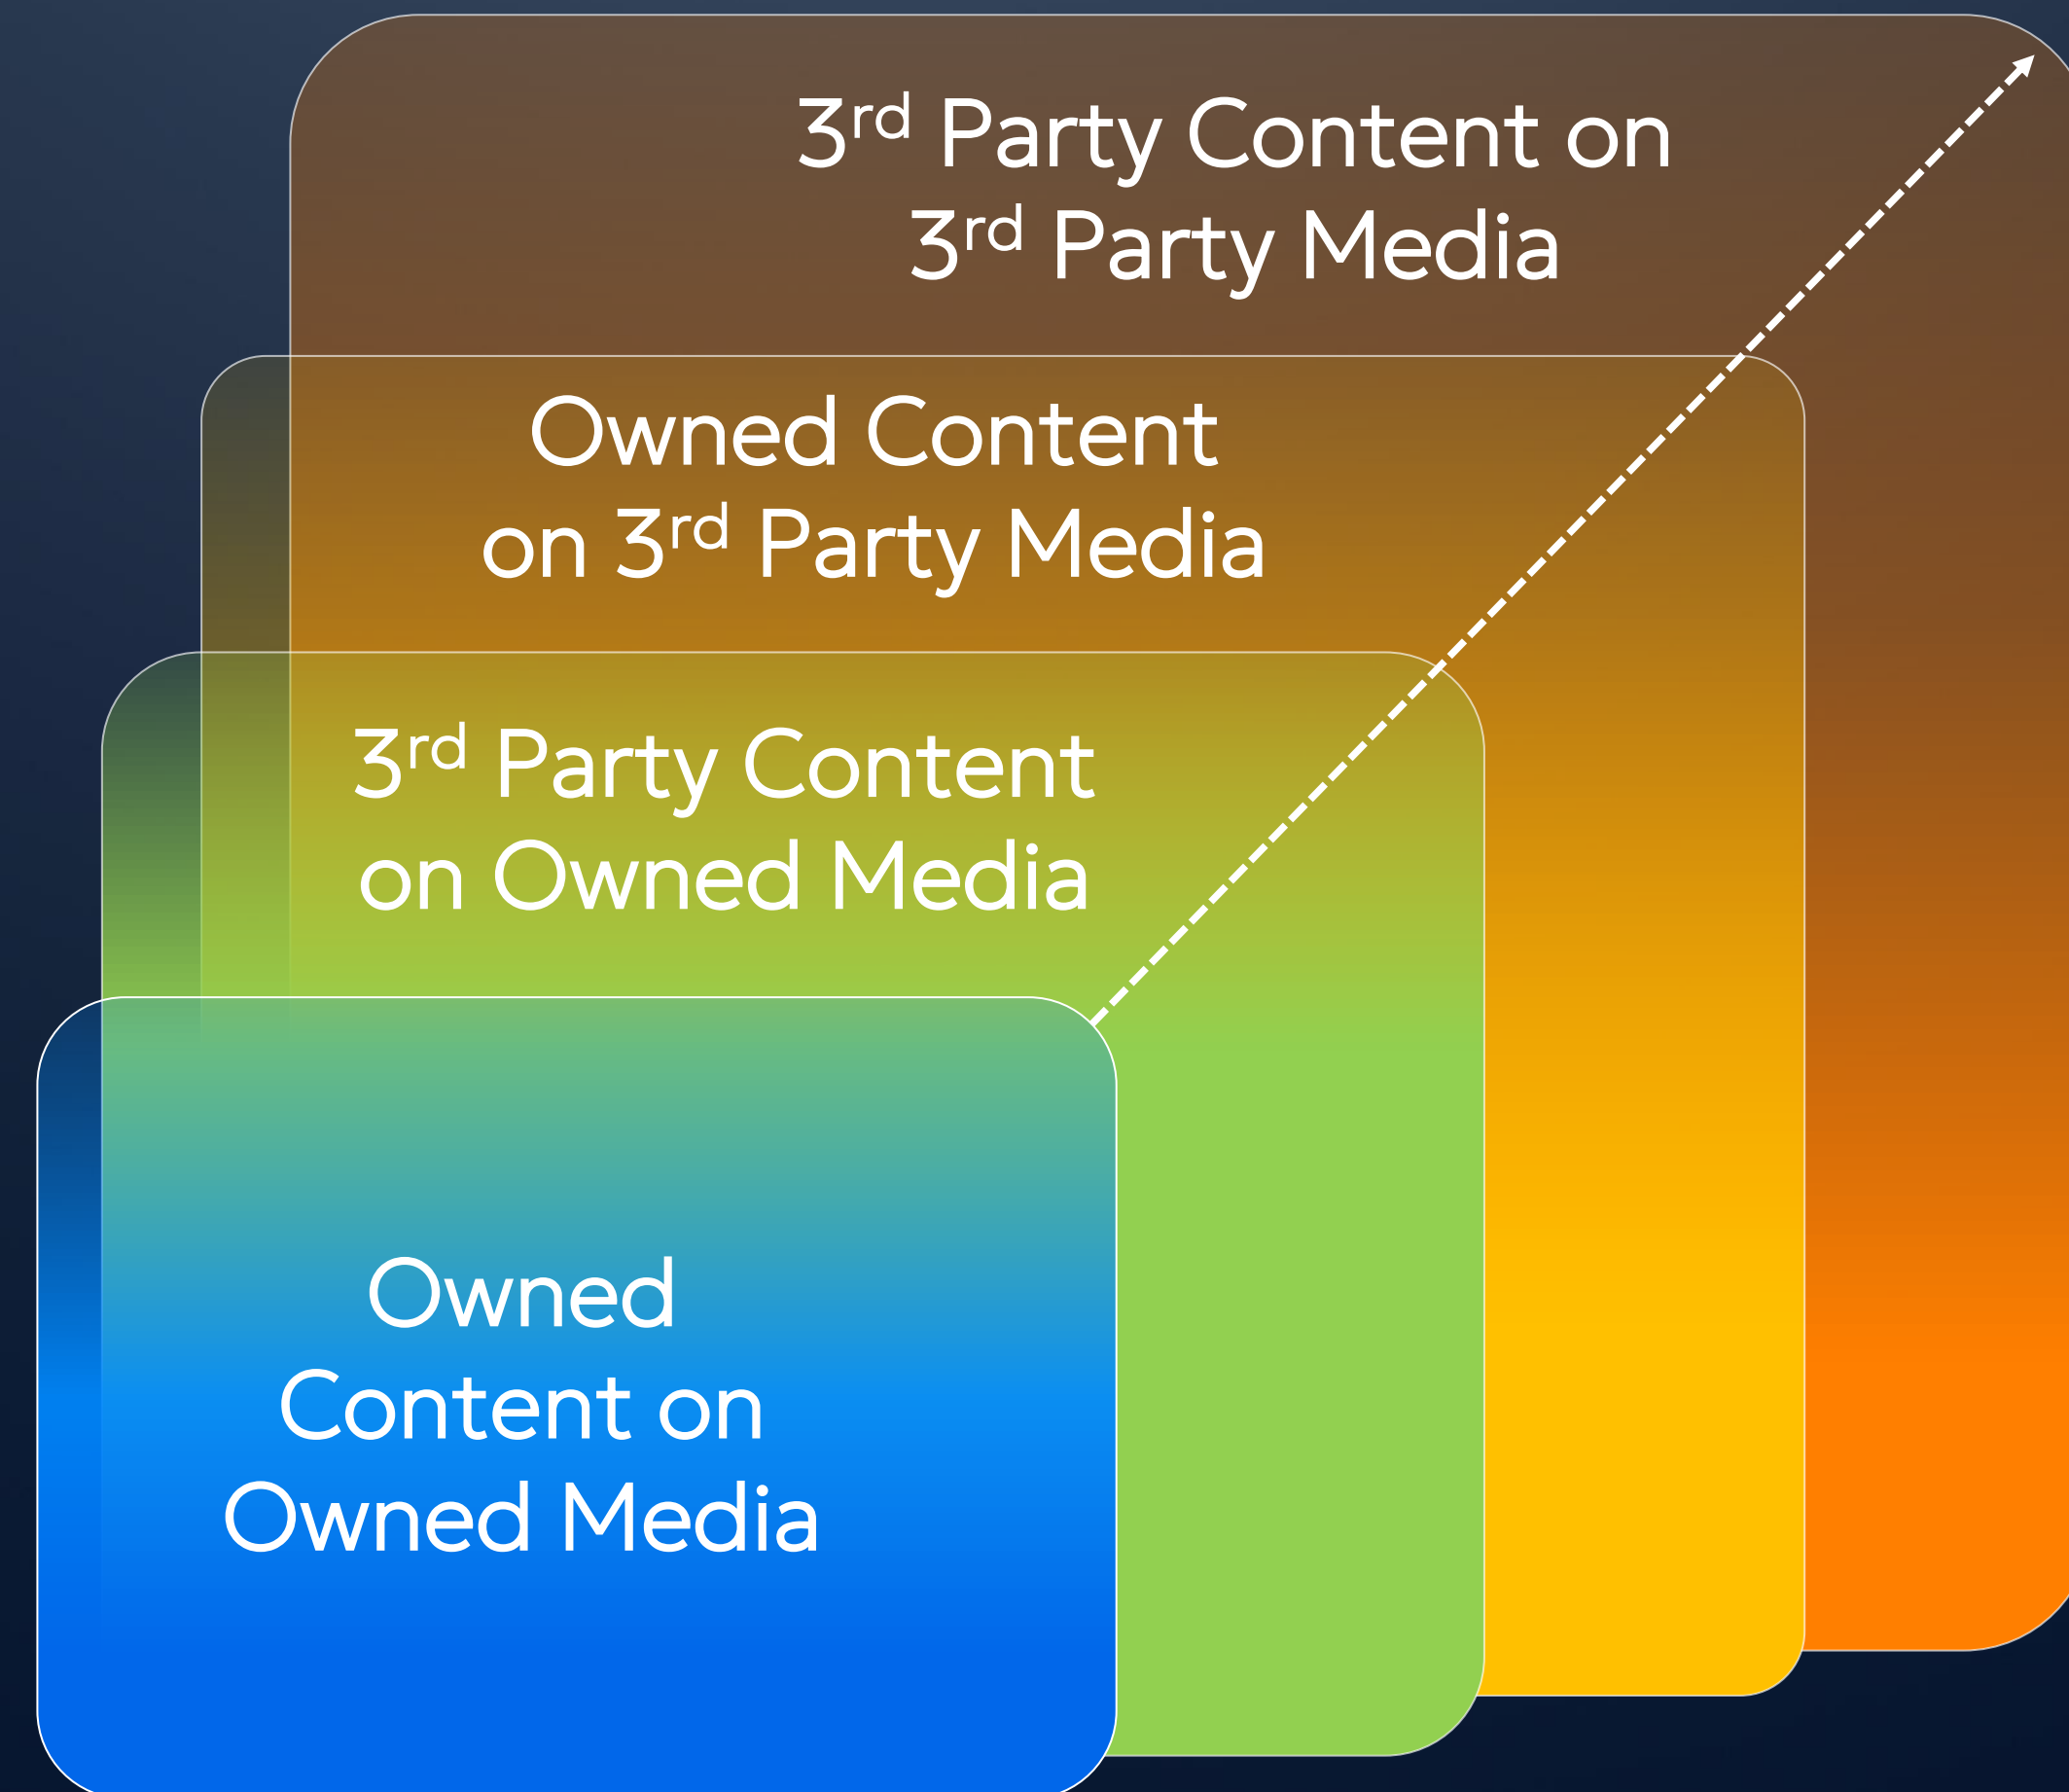 3rd Party Content on
3rd Party Media
Owned Content
on 3rd Party Media
3rd Party Content
on Owned Media
Owned
Content on
Owned Media